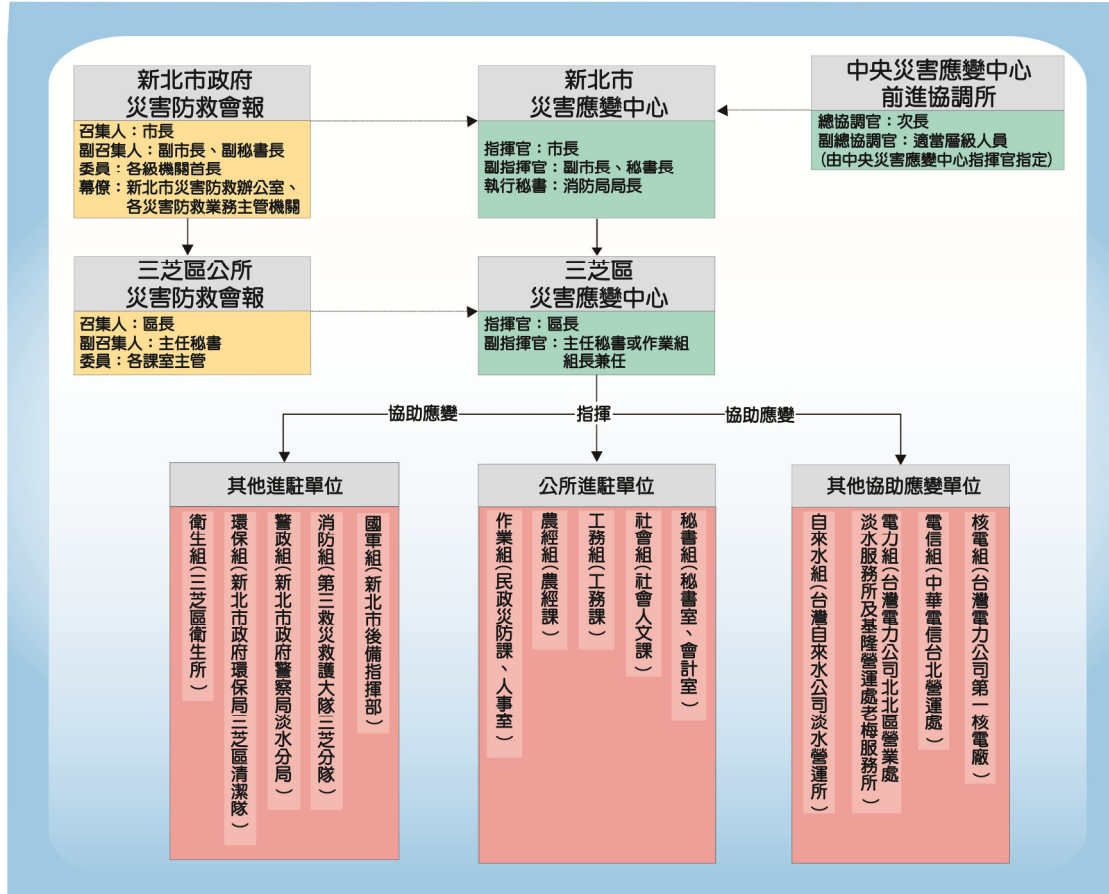 新北市政府
災害防救會報
召集人：市長
副召集人：副市長、副秘書長
委員：各級機關首長
幕僚：新北市災害防救辦公室、
各災害防救業務主管機關
新北市
災害應變中心
指揮官：市長
副指揮官：副市長、秘書長
執行秘書：消防局局長
中央災害應變中心
前進協調所
總協調官：次長
副總協調官：適當層級人員
(由中央災害應變中心指揮官指定)
三芝區公所
災害防救會報
召集人：區長
副召集人：主任秘書
委員：各課室主管
三芝區
災害應變中心
指揮官：區長
副指揮官：主任秘書或作業組
組長兼任
協助應變
指揮
協助應變
其他進駐單位
國軍組(新北市後備指揮部)
消防組(第三救災救護大隊三芝分隊)
警政組(新北市政府警察局淡水分局)
環保組(新北市政府環保局三芝區清潔隊)
衛生組(三芝區衛生所)
公所進駐單位
秘書組(秘書室、會計室)
社會組(社會人文課)
工務組(工務課)
農經組(農經課)
作業組(民政災防課、人事室)
其他協助應變單位
核電組(台灣電力公司第一核電廠)
電信組(中華電信台北營運處)
電力組(台灣電力公司北北區營業處
淡水服務所及基隆營運處老梅服務所)
自來水組(台灣自來水公司淡水營運所)